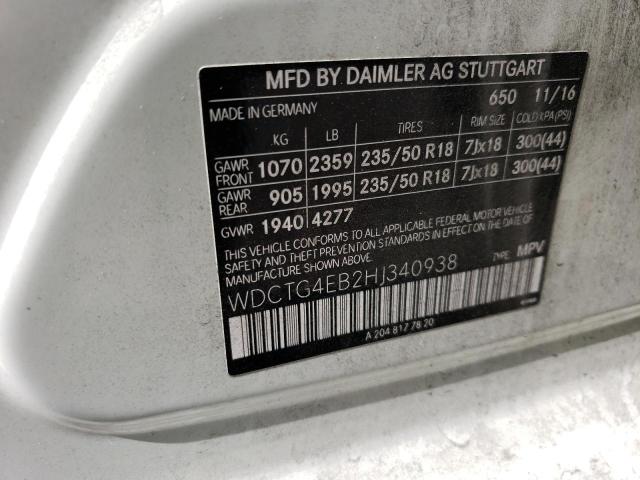 MFD BY DAIMLER AG STUTTGART
MADE IN GERMANY 650 11/16
KG LB TIRES RIM SIZE COLD KPA(PSI)
GAWR FRONT 1070 2359 235/50 R18 7Jx18 300(44)
GAWR REAR 905 1995 235/50 R18 7Jx18 300(44)
GVWR 1940 4277
THIS VEHICLE CONFORMS TO ALL APPLICABLE FEDERAL MOTOR VEHICLE
SAFETY AND THEFT PREVENTION STANDARDS IN EFFECT ON THE DATE OF
MANUFACTURE SHOWN ABOVE.
WDCTG4EB2HJ340938 TYPE: MPV
A 204 817 78 20